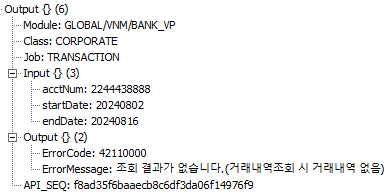 Output {} (6)
Module: GLOBAL/VNM/BANK_VP
Class: CORPORATE
Job: TRANSACTION
Input {} (3)
acctNum: 2244438888
startDate: 20240802
endDate: 20240816
Output {} (2)
ErrorCode: 42110000
ErrorMessage: 조회 결과가 없습니다.(거래내역조회 시 거래내역 없음)
API_SEQ: f8ad35f6baaecb8c6df3da06f14976f9